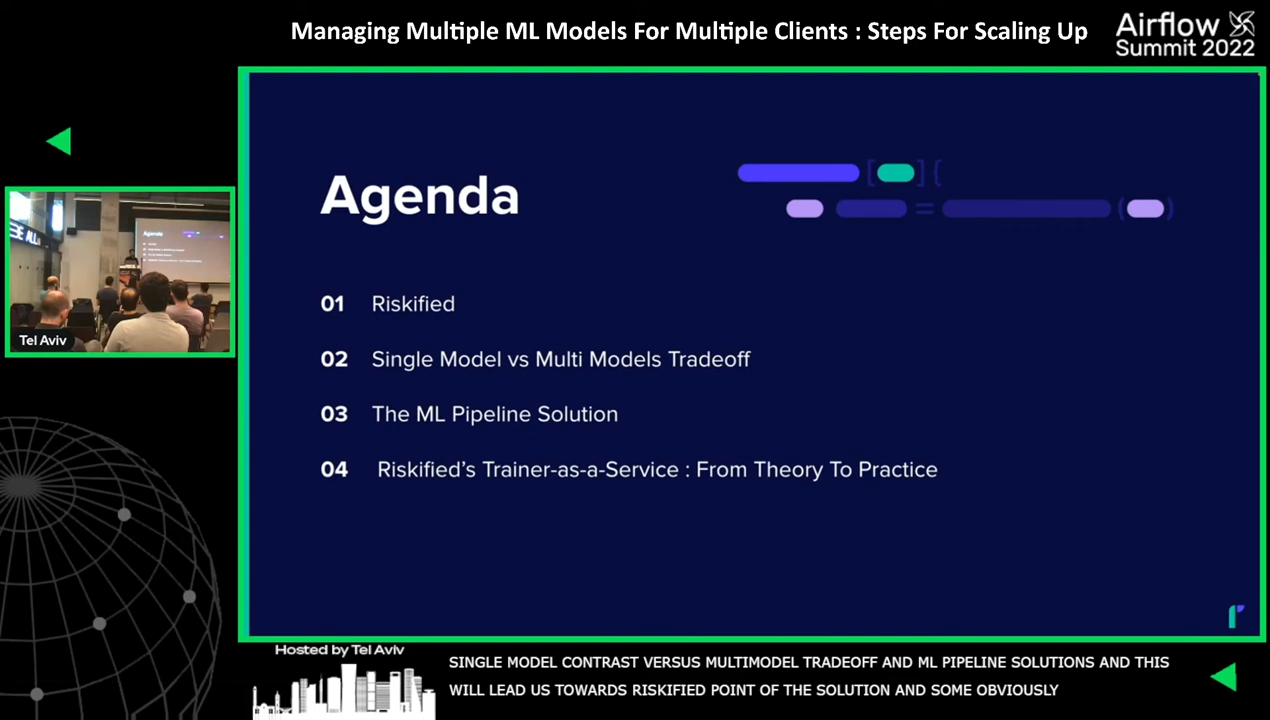 Managing Multiple ML Models For Multiple Clients : Steps For Scaling Up
Airflow
Summit 2022
Agenda
01 Riskified
02 Single Model vs Multi Models Tradeoff
03 The ML Pipeline Solution
04 Riskified's Trainer-as-a-Service : From Theory To Practice
Agenda
Tel Aviv
Hosted by Tel Aviv
SINGLE MODEL CONTRAST VERSUS MULTIMODEL TRADEOFF AND ML PIPELINE SOLUTIONS AND THIS
WILL LEAD US TOWARDS RISKIFIED POINT OF THE SOLUTION AND SOME OBVIOUSLY